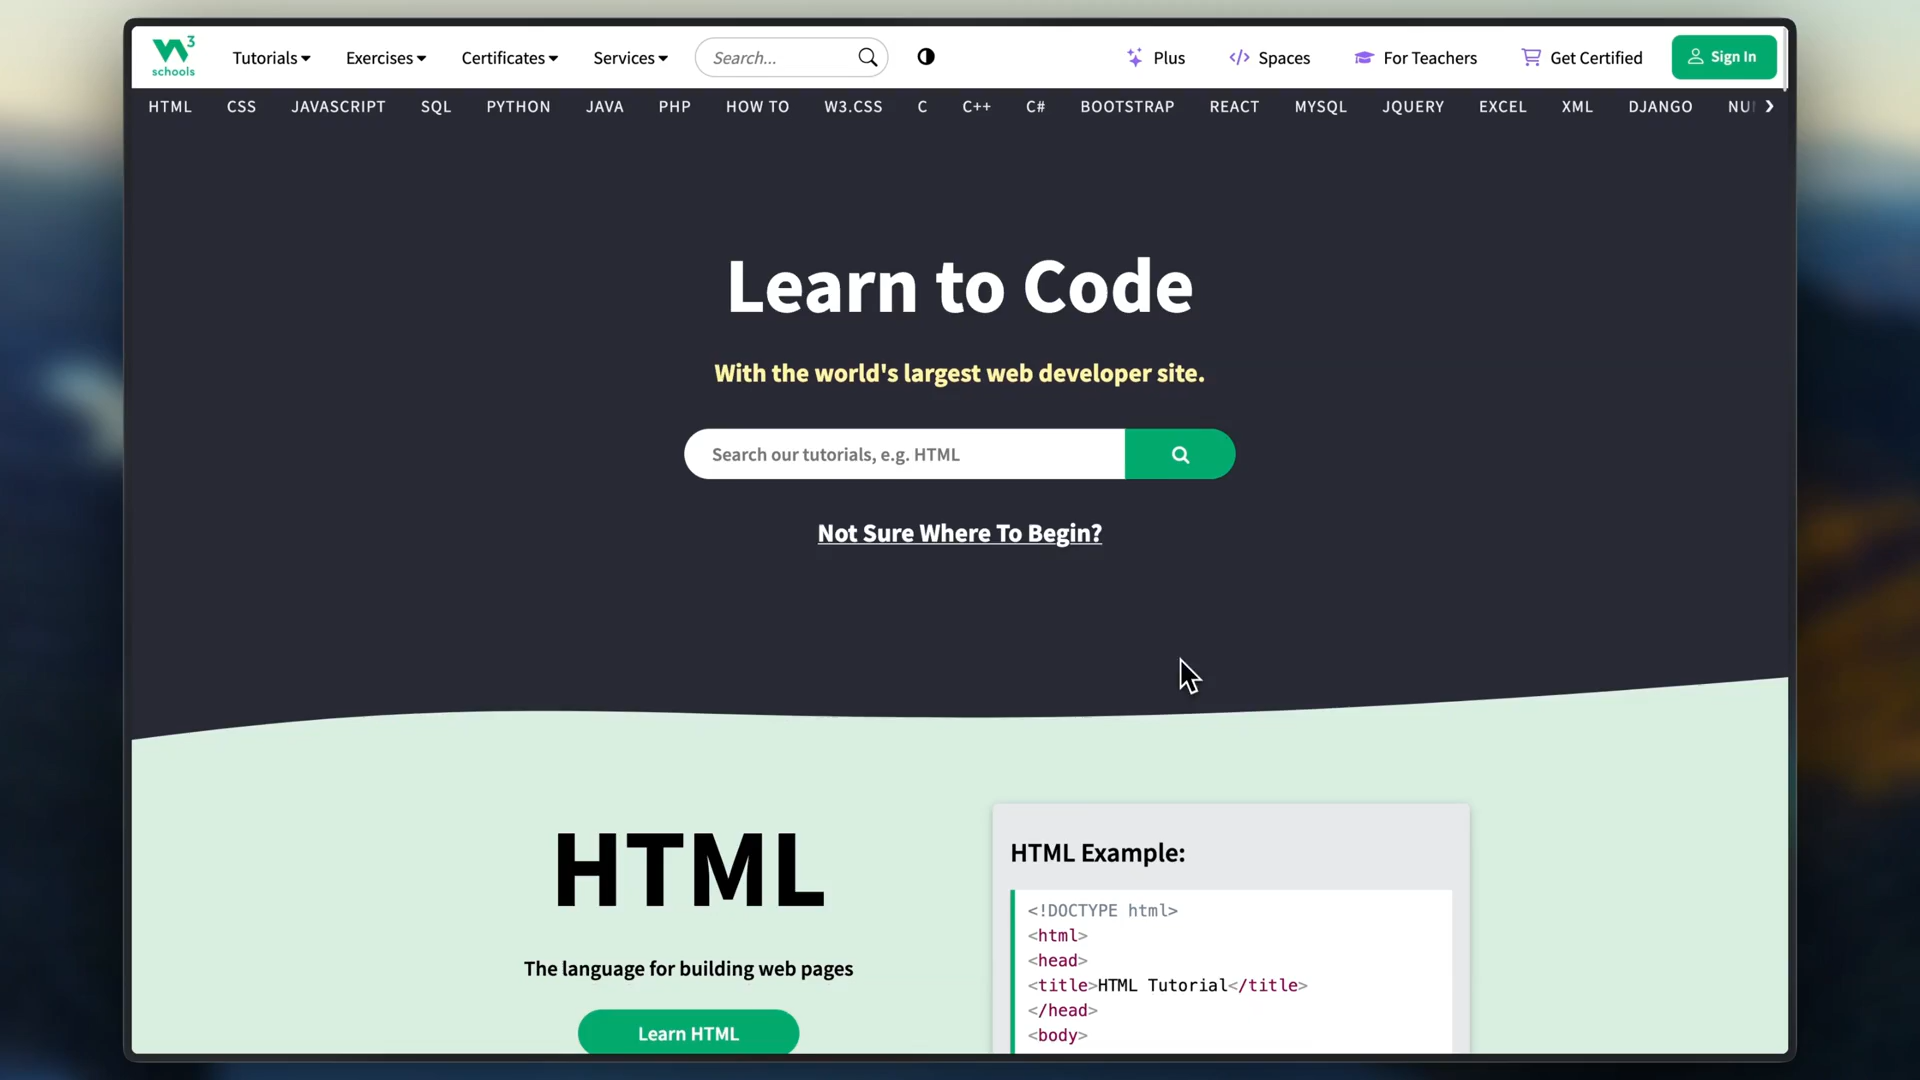 W3 schools Tutorials Exercises Certificates Services Search... Plus </> Spaces For Teachers Get Certified Sign In
HTML CSS JAVASCRIPT SQL PYTHON JAVA PHP HOW TO W3.CSS C C++ C# BOOTSTRAP REACT MYSQL JQUERY EXCEL XML DJANGO
Learn to Code
With the world's largest web developer site.
Search our tutorials, e.g. HTML
Not Sure Where To Begin?
HTML
The language for building web pages
Learn HTML
HTML Example:
<!DOCTYPE html>
<html>
<head>
<title>HTML Tutorial</title>
</head>
<body>